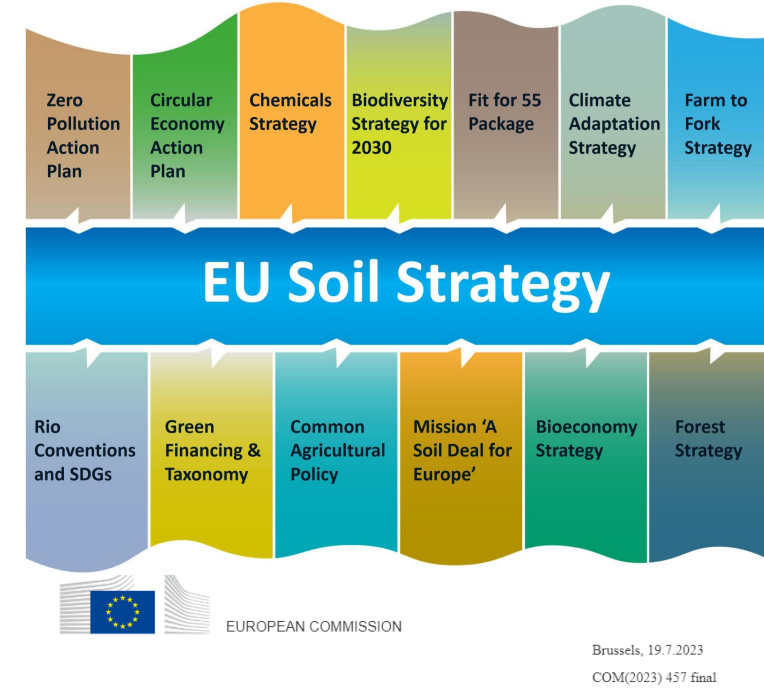 Zero
Pollution
Action
Plan
Circular
Economy
Action
Plan
Chemicals
Strategy
Biodiversity
Strategy for
2030
Fit for 55
Package
Climate
Adaptation
Strategy
Farm to
Fork
Strategy
EU Soil Strategy
Rio
Conventions
and SDGs
Green
Financing &
Taxonomy
Common
Agricultural
Policy
Mission ‘A
Soil Deal for
Europe’
Bioeconomy
Strategy
Forest
Strategy
EUROPEAN COMMISSION
Brussels, 19.7.2023
COM(2023) 457 final